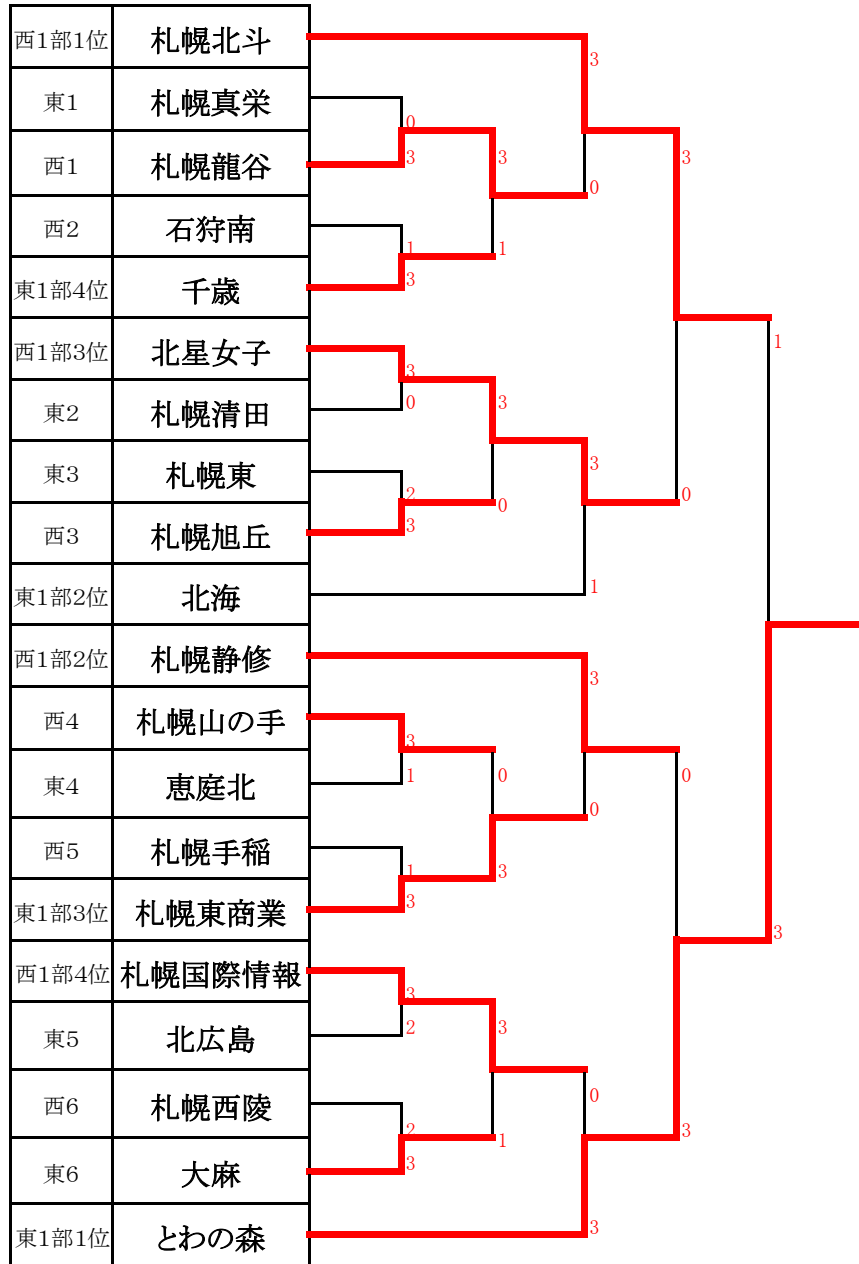 西1部1位 札幌北斗
3
東1 札幌真栄
0
3
3
西1 札幌龍谷
3
0
西2 石狩南
1
1
東1部4位 千歳
3
西1部3位 北星女子
1
3
東2 札幌清田
0
3
東3 札幌東
3
2
0
0
西3 札幌旭丘
3
東1部2位 北海
1
西1部2位 札幌静修
3
西4 札幌山の手
3
東4 恵庭北
1
0
0
0
西5 札幌手稲
1
3
東1部3位 札幌東商業
3
3
西1部4位 札幌国際情報
3
東5 北広島
2
3
西6 札幌西陵
0
2
1
3
東6 大麻
3
東1部1位 とわの森
3